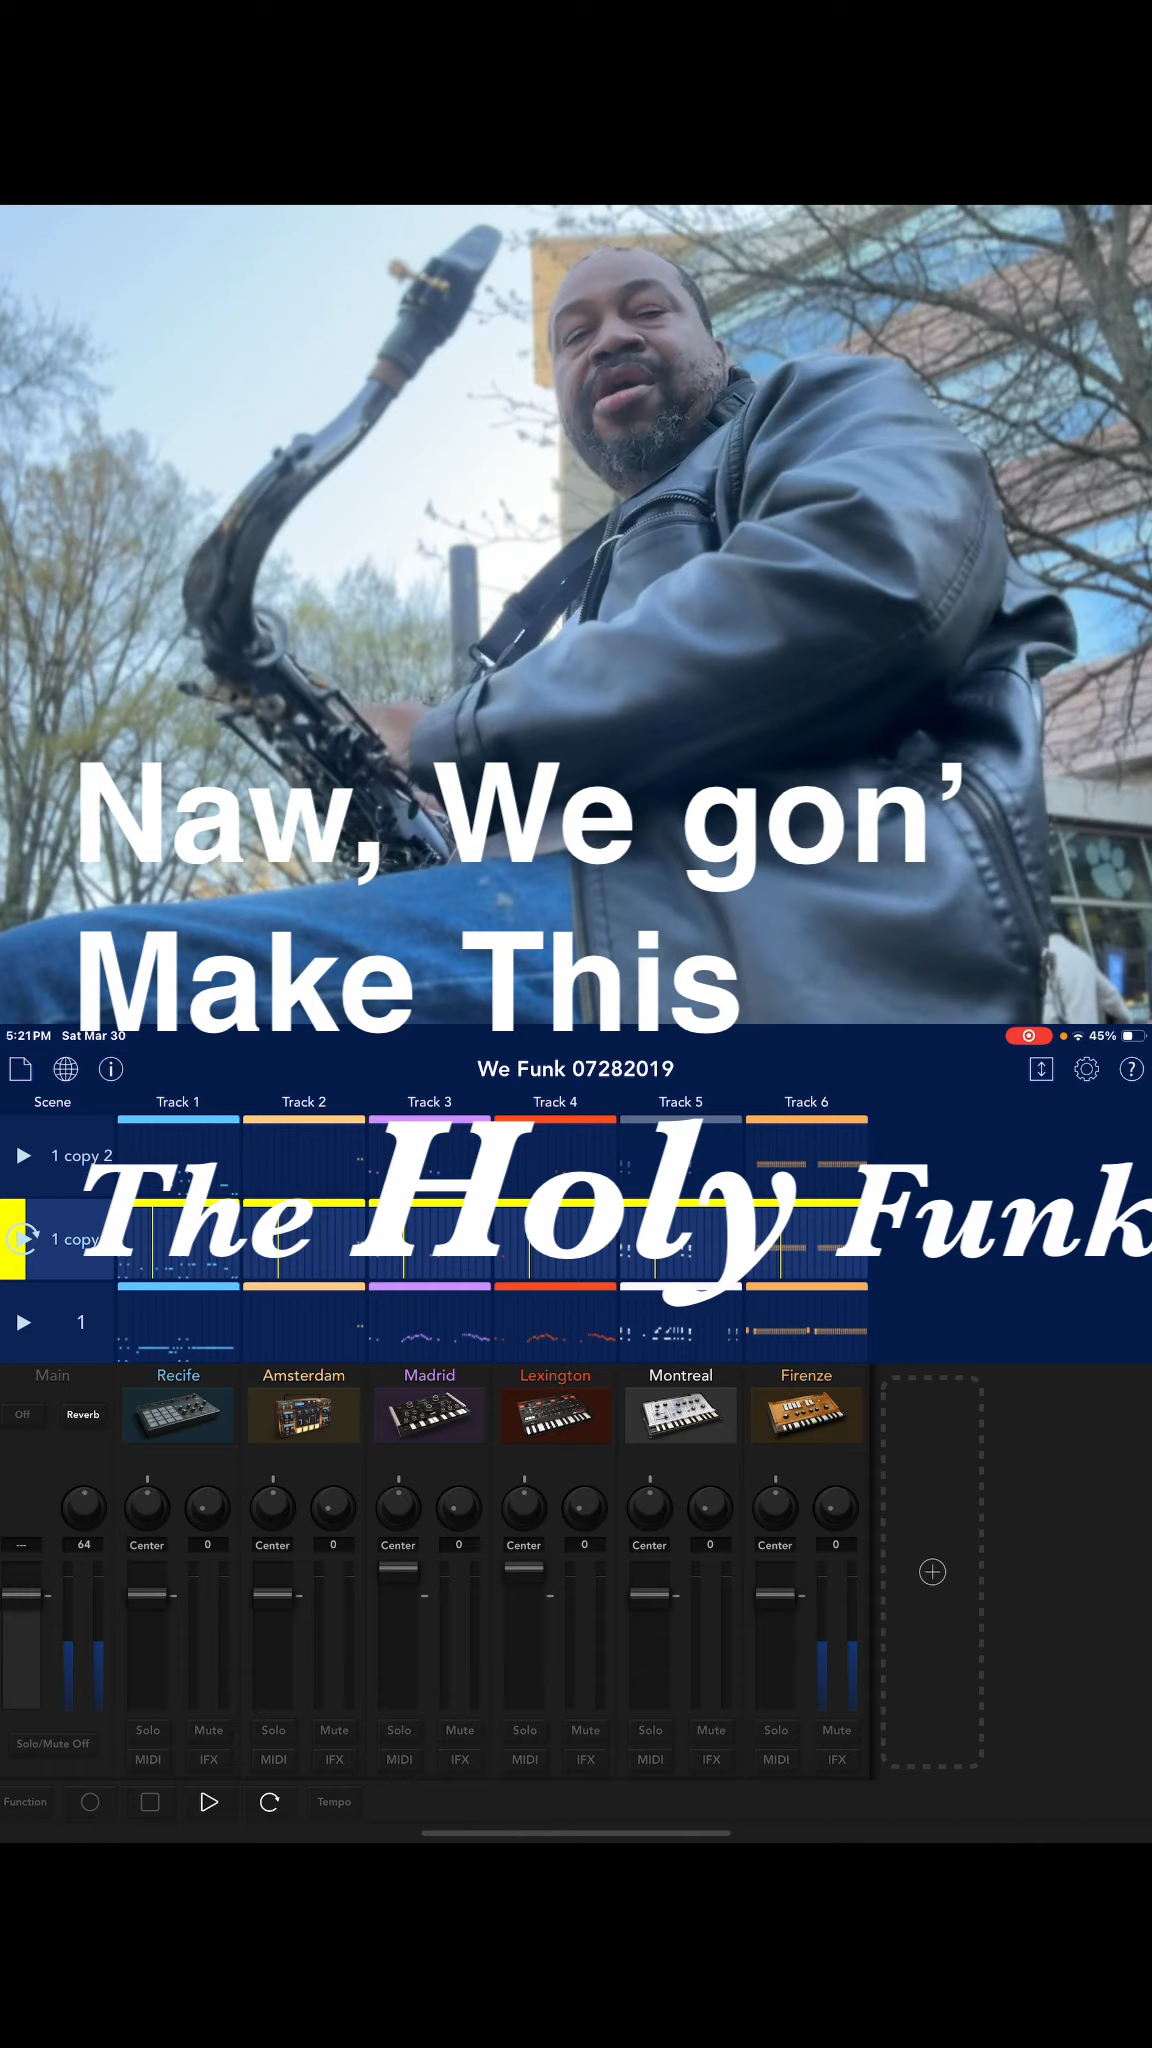 Naw, We gon’
Make This
5:21 PM Sat Mar 30
45%
We Funk 07282019
Scene Track 1 Track 2 Track 3 Track 4 Track 5 Track 6
1 copy 2
The Holy Funk
1 copy
1
Main Recife Amsterdam Madrid Lexington Montreal Firenze
Off Reverb
--- 64 Center 0 Center 0 Center 0 Center 0 Center 0 Center 0
Solo Mute Solo Mute Solo Mute Solo Mute Solo Mute Solo Mute
Solo/Mute Off
MIDI IFX MIDI IFX MIDI IFX MIDI IFX MIDI IFX MIDI IFX
Function Tempo